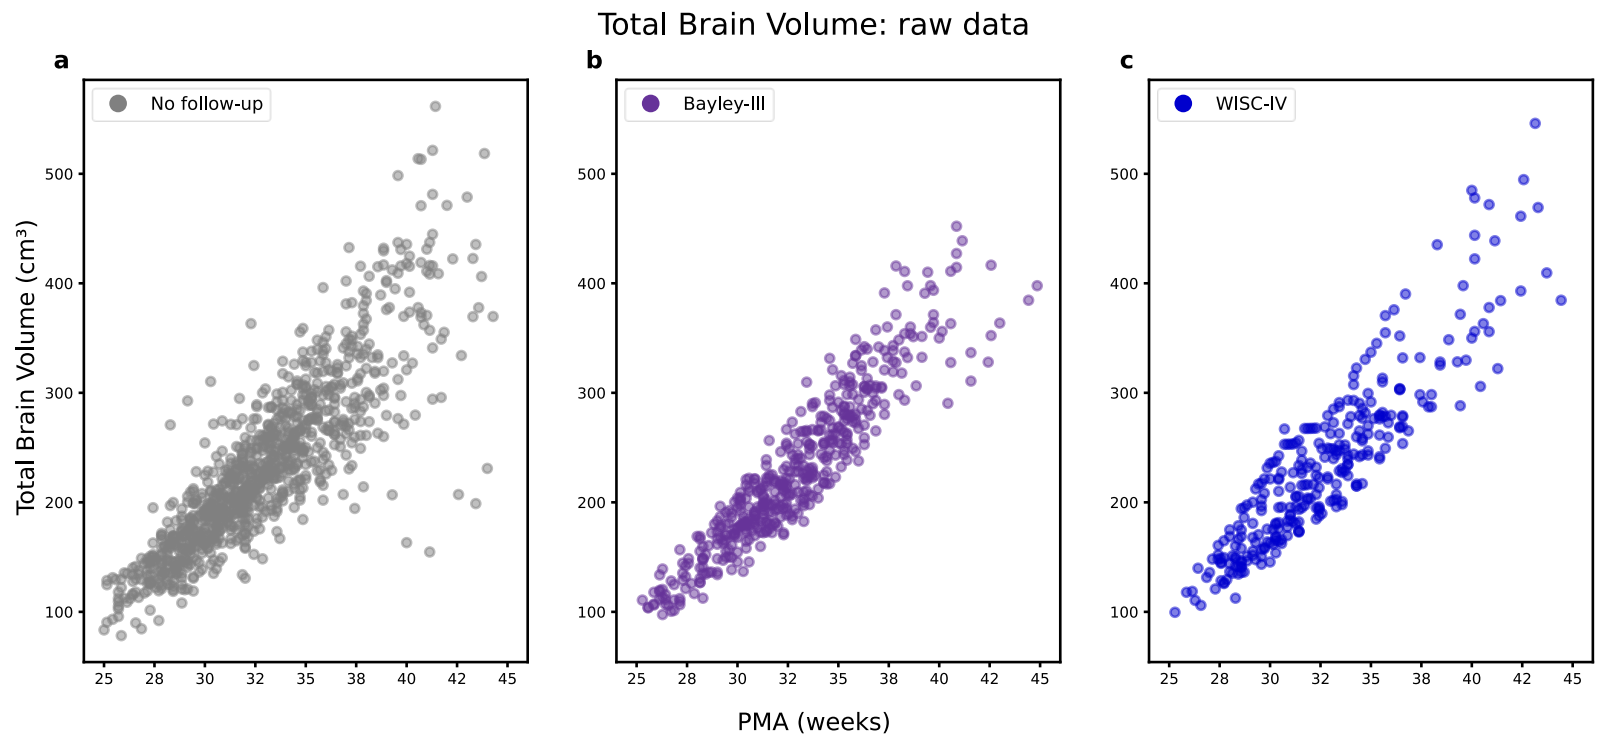 Total Brain Volume: raw data
a
b
c
No follow-up
Bayley-III
WISC-IV
Total Brain Volume (cm³)
500
400
300
200
100
500
400
300
200
100
500
400
300
200
100
25 28 30 32 35 38 40 42 45
25 28 30 32 35 38 40 42 45
25 28 30 32 35 38 40 42 45
PMA (weeks)